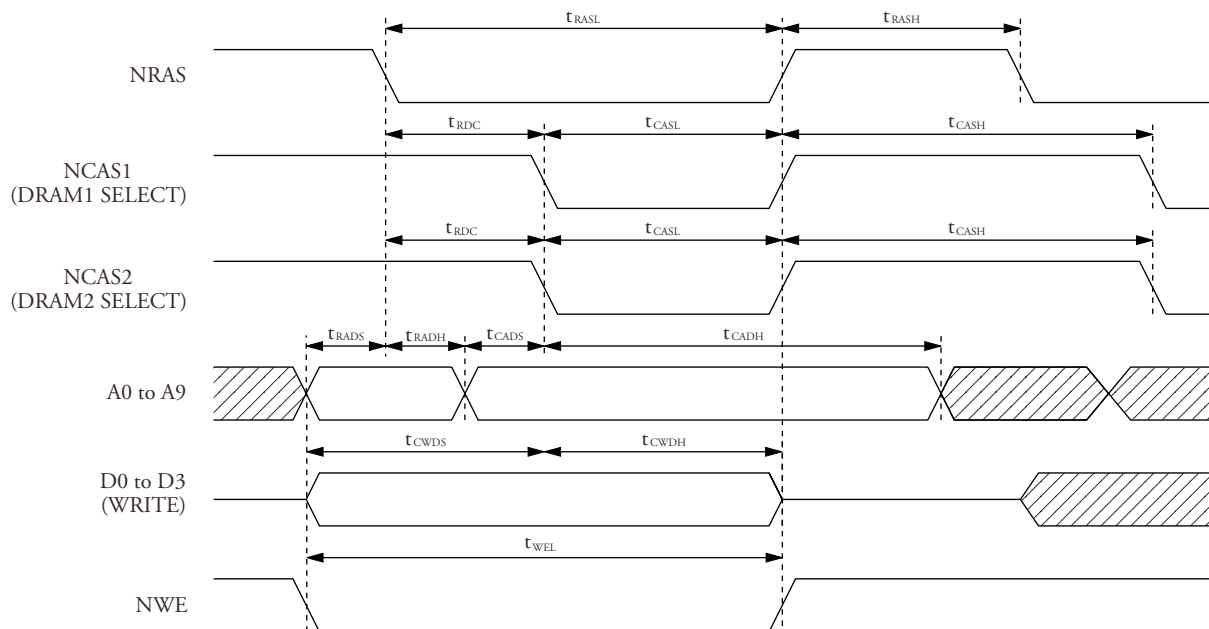 tRASL tRASH
NRAS
tRDC tCASL tCASH
NCAS1
(DRAM1 SELECT)
tRDC tCASL tCASH
NCAS2
(DRAM2 SELECT)
tRADS tRADH tCADS tCADH
A0 to A9
tCWDS tCWDH
D0 to D3
(WRITE)
tWEL
NWE